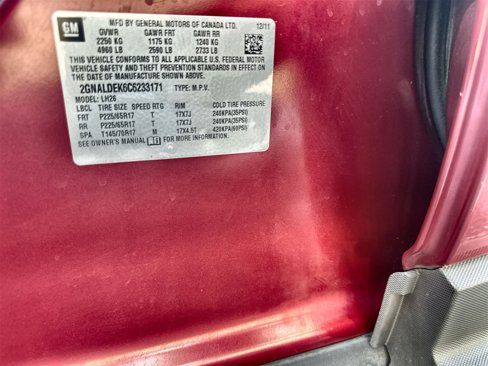 GM
MFD BY GENERAL MOTORS OF CANADA LTD. 12/11
GVWR GAWR FRT GAWR RR
2250 KG 1175 KG 1240 KG
4960 LB 2590 LB 2733 LB
THIS VEHICLE CONFORMS TO ALL APPLICABLE U.S. FEDERAL MOTOR
VEHICLE SAFETY AND THEFT PREVENTION STANDARDS IN EFFECT ON
THE DATE OF MANUFACTURE SHOWN ABOVE.
2GNALDEK6C6233171 TYPE: M.P.V.
MODEL: LH26
LBCL TIRE SIZE SPEED RTG RIM COLD TIRE PRESSURE
FRT P225/65R17 T 17X7J 240KPA(35PSI)
RR P225/65R17 T 17X7J 240KPA(35PSI)
SPA T145/70R17 M 17X4.5T 420KPA(60PSI)
SEE OWNER'S MANUAL FOR MORE INFORMATION.